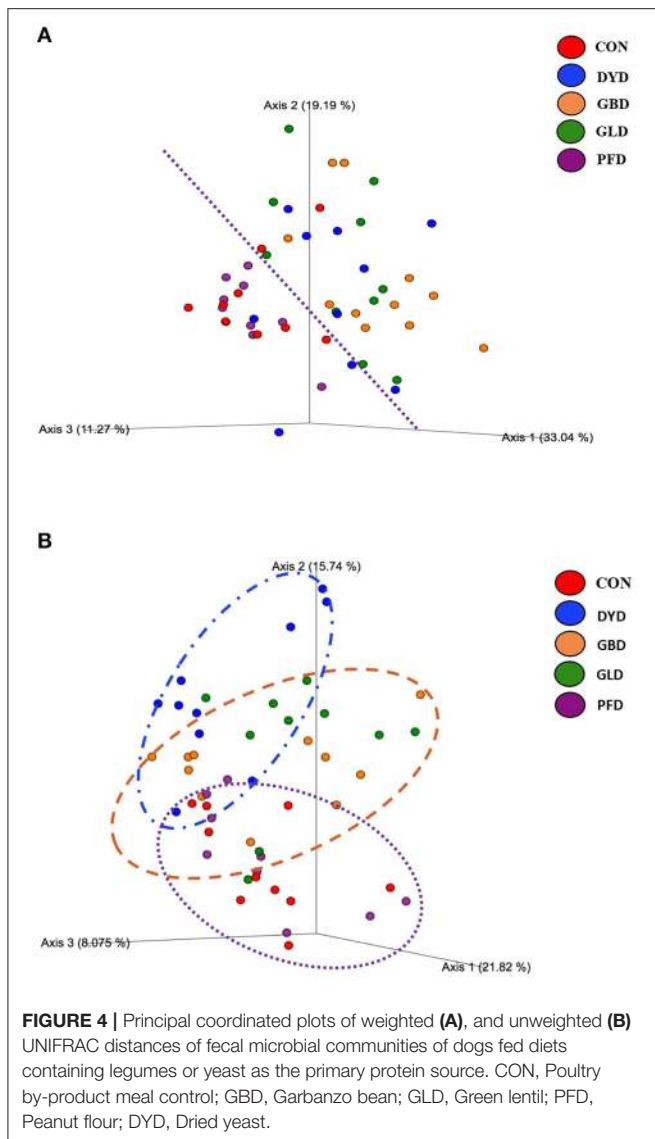 A
CON
DYD
GBD
GLD
PFD
Axis 2 (19.19 %)
Axis 3 (11.27 %)
Axis 1 (33.04 %)
B
CON
DYD
GBD
GLD
PFD
Axis 2 (15.74 %)
Axis 3 (8.075 %)
Axis 1 (21.82 %)
FIGURE 4 | Principal coordinated plots of weighted (A), and unweighted (B)
UNIFRAC distances of fecal microbial communities of dogs fed diets
containing legumes or yeast as the primary protein source. CON, Poultry
by-product meal control; GBD, Garbanzo bean; GLD, Green lentil; PFD,
Peanut flour; DYD, Dried yeast.